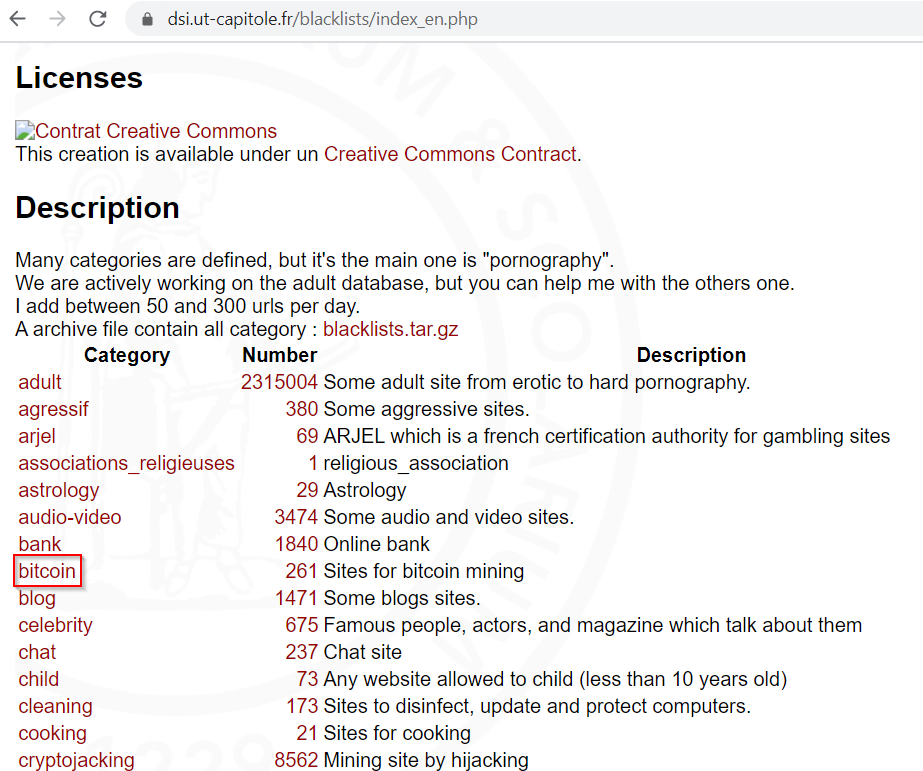 dsi.ut-capitole.fr/blacklists/index_en.php
Licenses
Contrat Creative Commons
This creation is available under un Creative Commons Contract.
Description
Many categories are defined, but it's the main one is "pornography".
We are actively working on the adult database, but you can help me with the others one.
I add between 50 and 300 urls per day.
A archive file contain all category : blacklists.tar.gz
Category Number Description
adult 2315004 Some adult site from erotic to hard pornography.
agressif 380 Some aggressive sites.
arjel 69 ARJEL which is a french certification authority for gambling sites
associations_religieuses 1 religious_association
astrology 29 Astrology
audio-video 3474 Some audio and video sites.
bank 1840 Online bank
bitcoin 261 Sites for bitcoin mining
blog 1471 Some blogs sites.
celebrity 675 Famous people, actors, and magazine which talk about them
chat 237 Chat site
child 73 Any website allowed to child (less than 10 years old)
cleaning 173 Sites to disinfect, update and protect computers.
cooking 21 Sites for cooking
cryptojacking 8562 Mining site by hijacking